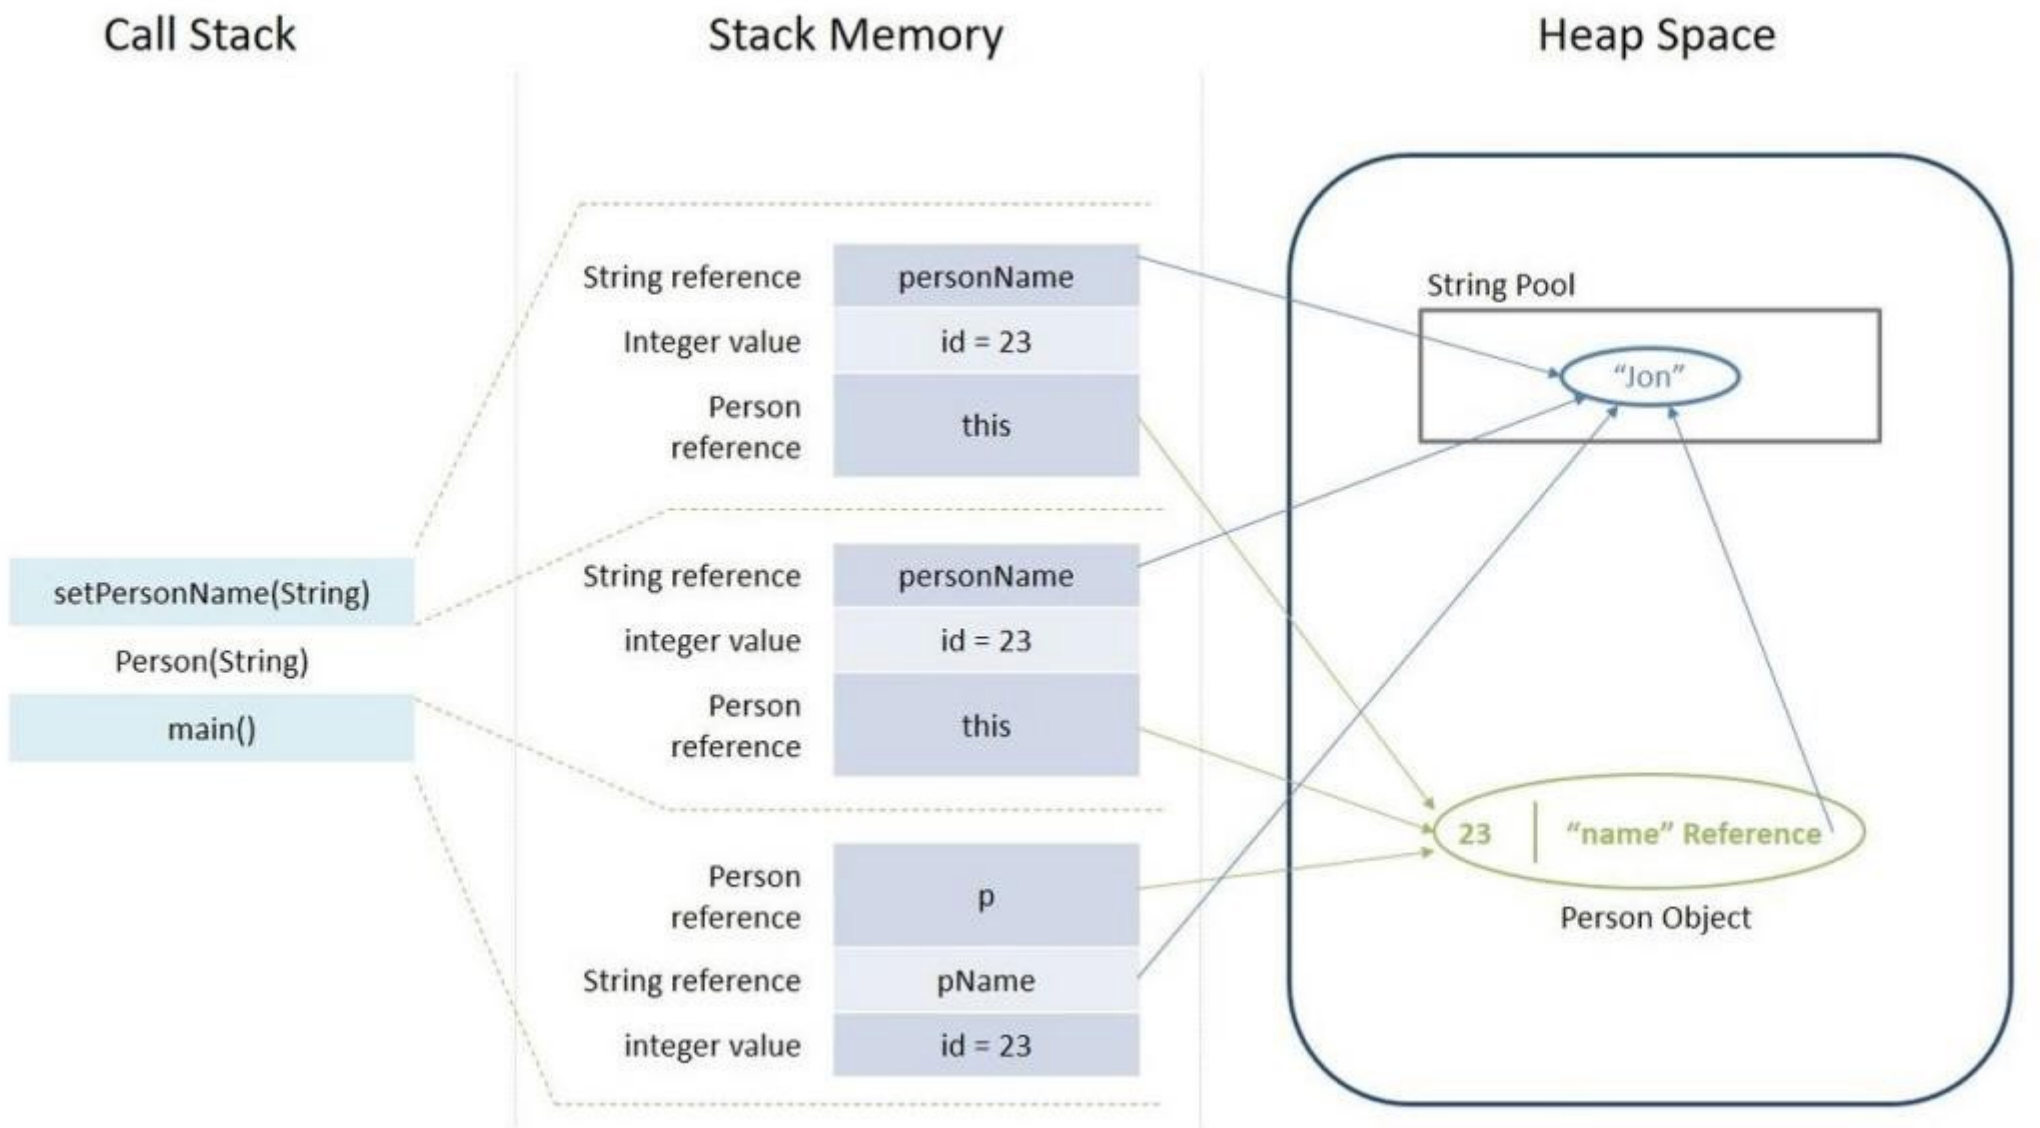 Call Stack
Stack Memory
Heap Space
setPersonName(String)
Person(String)
main()
String reference
personName
Integer value
id = 23
Person
reference
this
String reference
personName
integer value
id = 23
Person
reference
this
Person
reference
p
String reference
pName
integer value
id = 23
String Pool
“Jon”
23
“name” Reference
Person Object